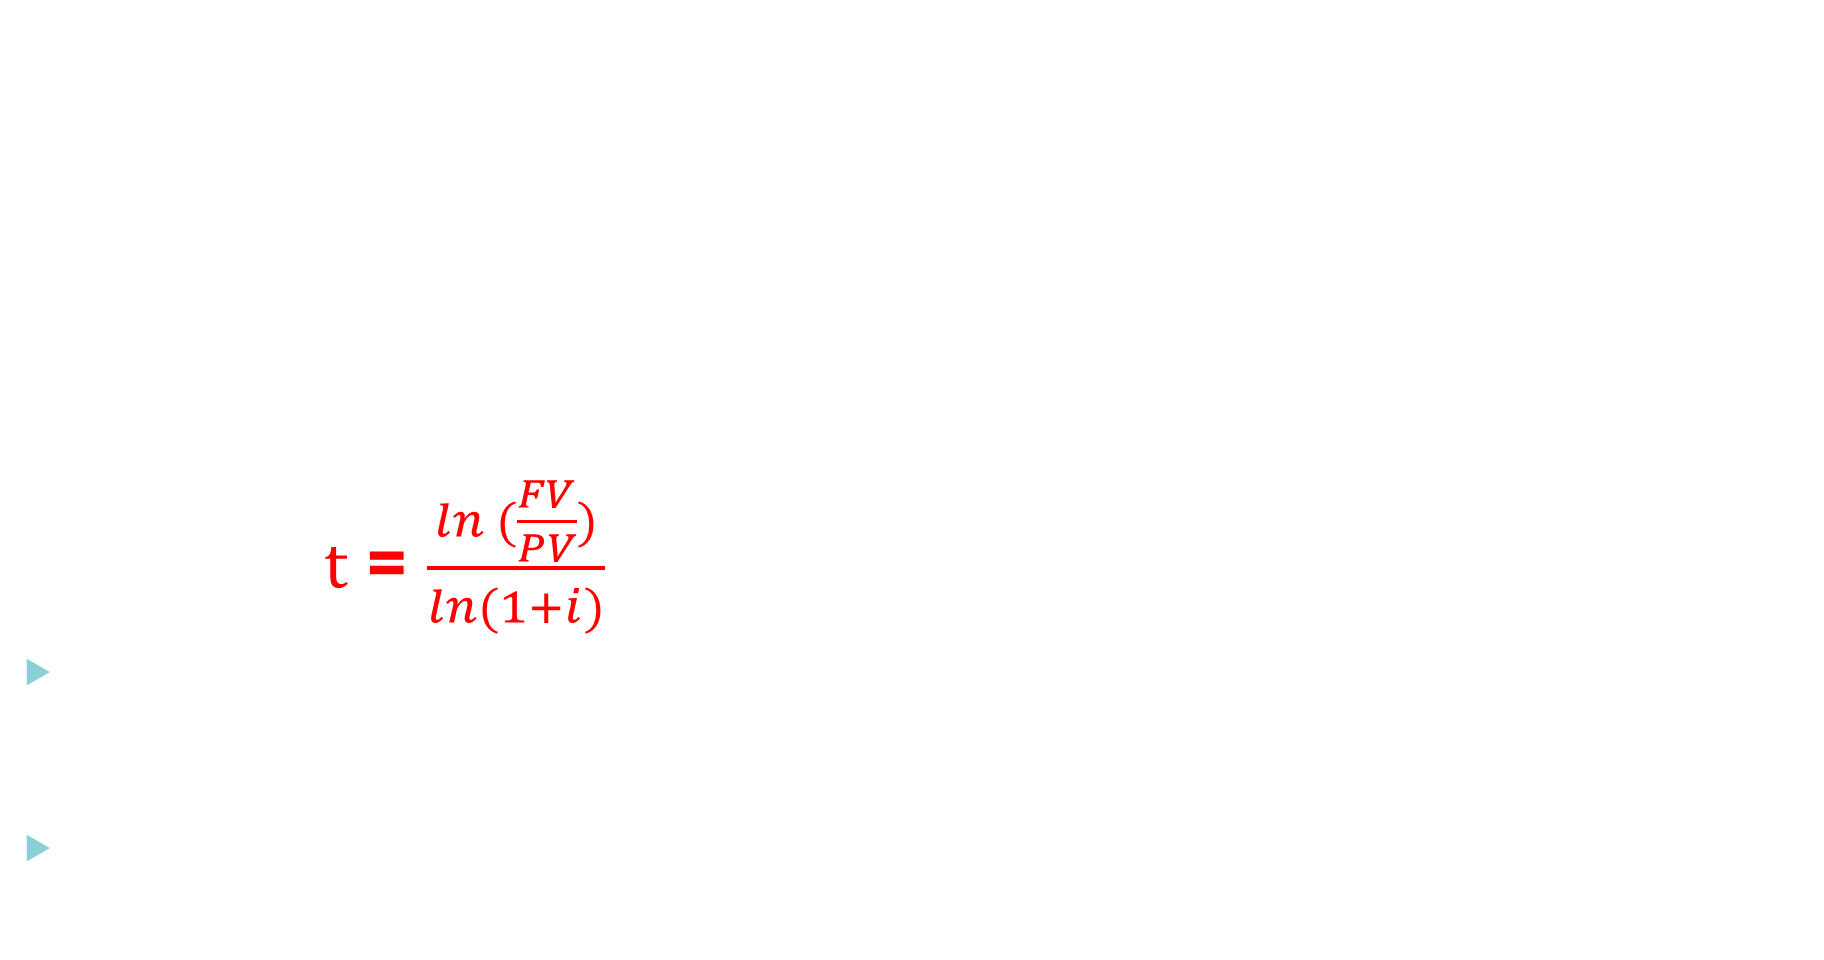 t = ln (FV/PV) / ln(1+i)